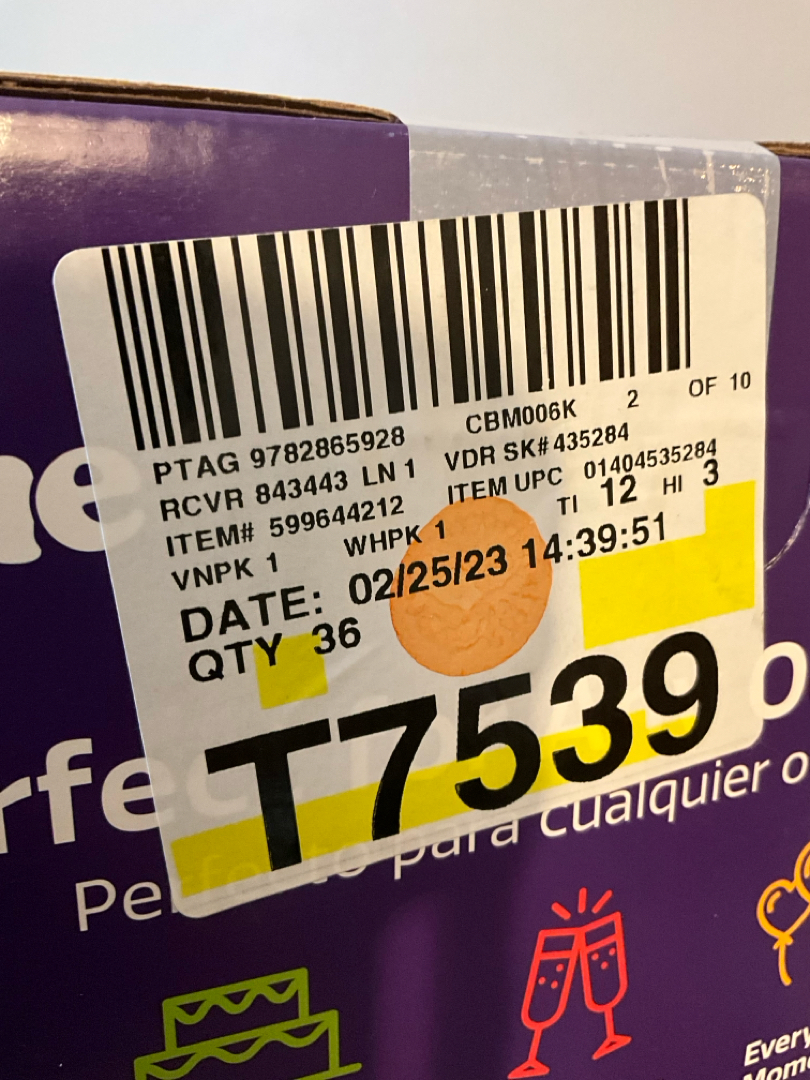 PTAG 9782865928 CBM006K 2 OF 10
RCVR 843443 LN 1 VDR SK# 435284
ITEM# 599644212 ITEM UPC 01404535284
VNPK 1 WHPK 1 TI 12 HI 3
DATE: 02/25/23 14:39:51
QTY 36
T7539
Perfecto para cualquier o
Every
Mome